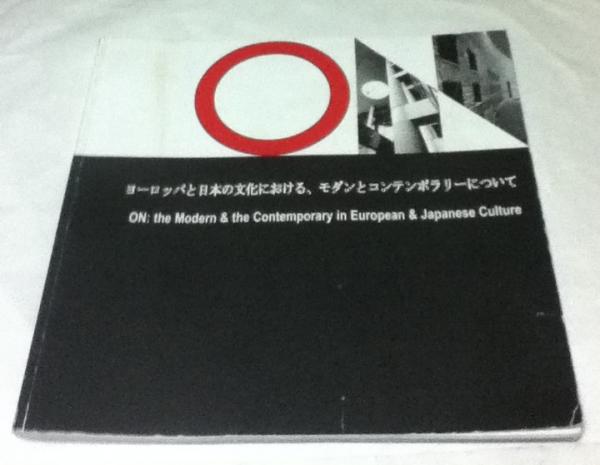 ON
ヨーロッパと日本の文化における、モダンとコンテンポラリーについて
ON: the Modern & the Contemporary in European & Japanese Culture